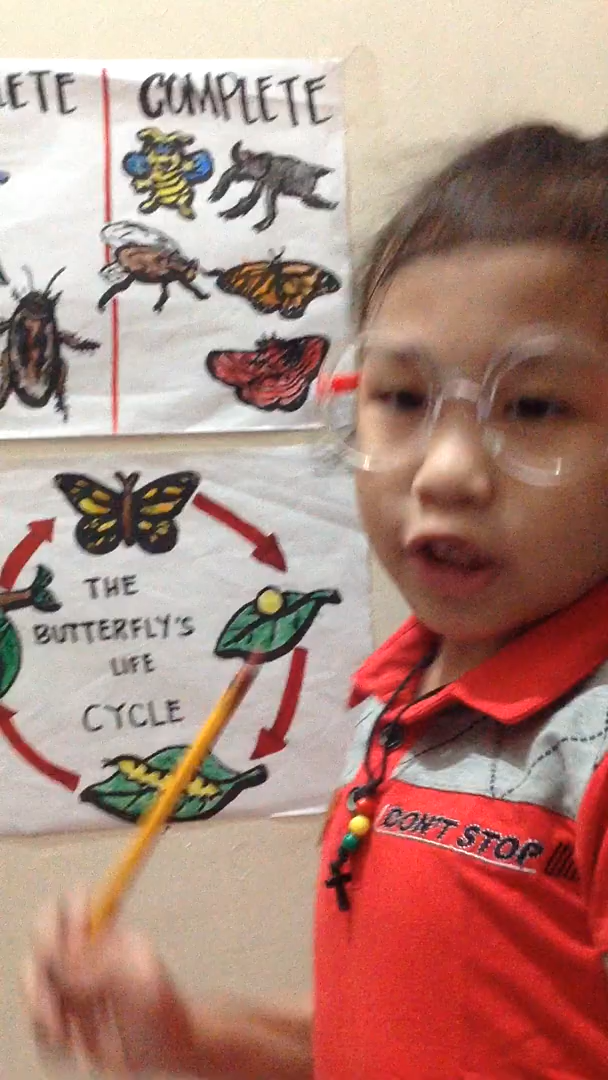 LETE
COMPLETE
THE
BUTTERFLY'S
LIFE
CYCLE
DON'T STOP